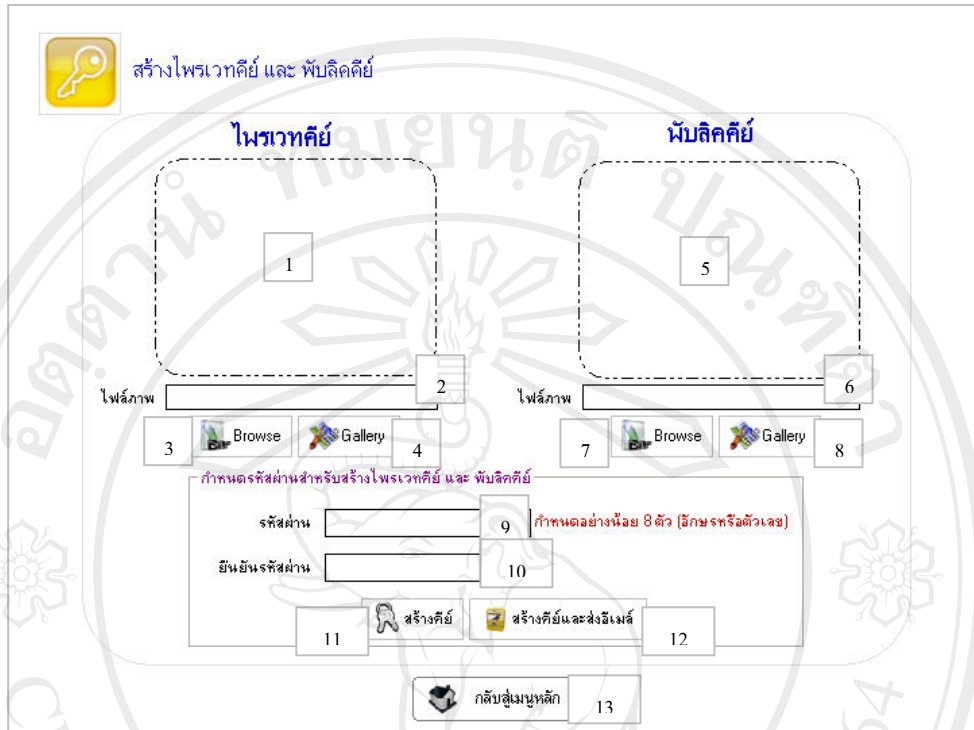 สร้างไพรเวทคีย์ และ พับลิคคีย์
ไพรเวทคีย์
พับลิคคีย์
1
5
2
6
ไฟล์ภาพ
ไฟล์ภาพ
3
Browse
Gallery
4
7
Browse
Gallery
8
กำหนดรหัสผ่านสำหรับสร้างไพรเวทคีย์ และ พับลิคคีย์
รหัสผ่าน
9
กำหนดอย่างน้อย 8 ตัว (อักษรหรือตัวเลข)
ยืนยันรหัสผ่าน
10
11
สร้างคีย์
สร้างคีย์และส่งอีเมล์
12
กลับสู่เมนูหลัก
13